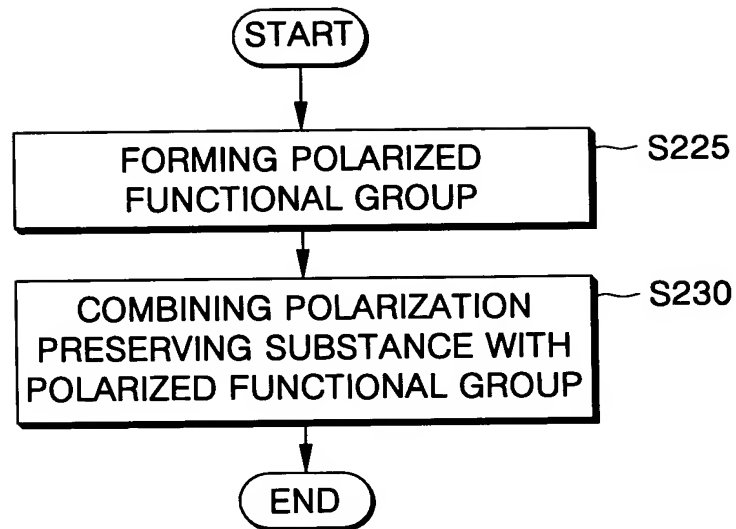 START
FORMING POLARIZED
FUNCTIONAL GROUP
S225
COMBINING POLARIZATION
PRESERVING SUBSTANCE WITH
POLARIZED FUNCTIONAL GROUP
S230
END